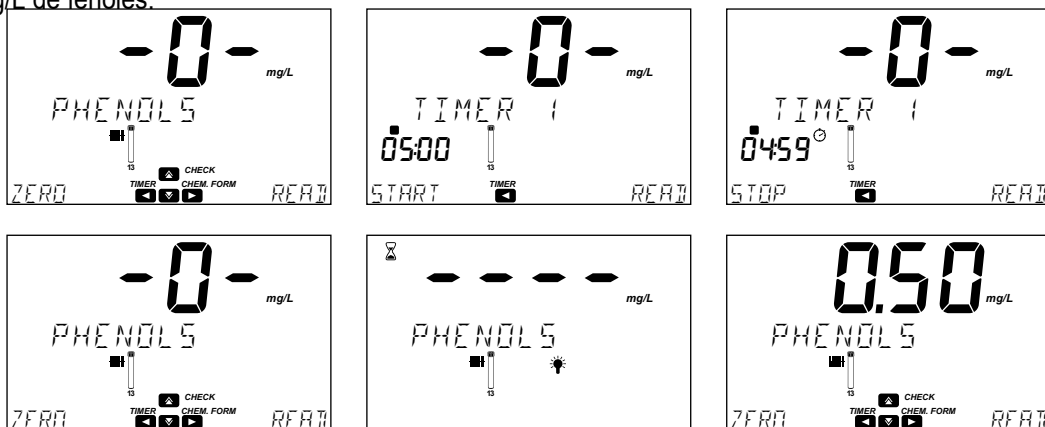 g/L de fenoles.
-0-
mg/L
PHENOLS
13
CHECK
TIMER CHEM. FORM
ZERO READ
-0-
mg/L
TIMER 1
05:00
13
TIMER
START READ
-0-
mg/L
TIMER 1
04:59
13
TIMER
STOP READ
-0-
mg/L
PHENOLS
13
CHECK
TIMER CHEM. FORM
ZERO READ
- - - -
mg/L
PHENOLS
13
0.50
mg/L
PHENOLS
13
CHECK
TIMER CHEM. FORM
ZERO READ